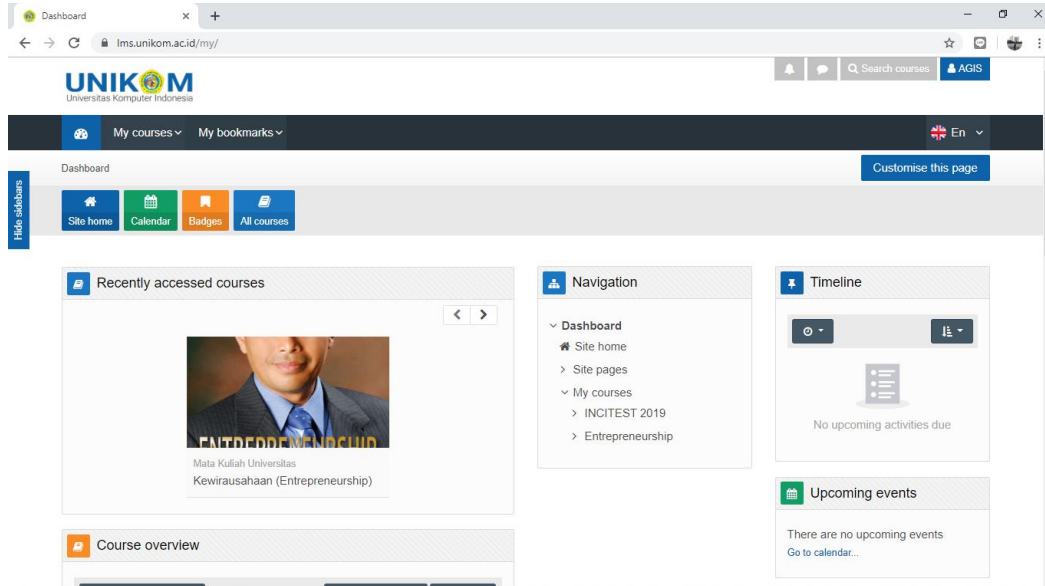 Dashboard
lms.unikom.ac.id/my/
UNIKOM
Universitas Komputer Indonesia
Search courses
AGIS
My courses
My bookmarks
En
Dashboard
Customise this page
Hide sidebars
Site home
Calendar
Badges
All courses
Recently accessed courses
ENTREPRENEURSHIP
Mata Kuliah Universitas
Kewirausahaan (Entrepreneurship)
Course overview
Navigation
Dashboard
Site home
Site pages
My courses
INCITEST 2019
Entrepreneurship
Timeline
No upcoming activities due
Upcoming events
There are no upcoming events
Go to calendar...